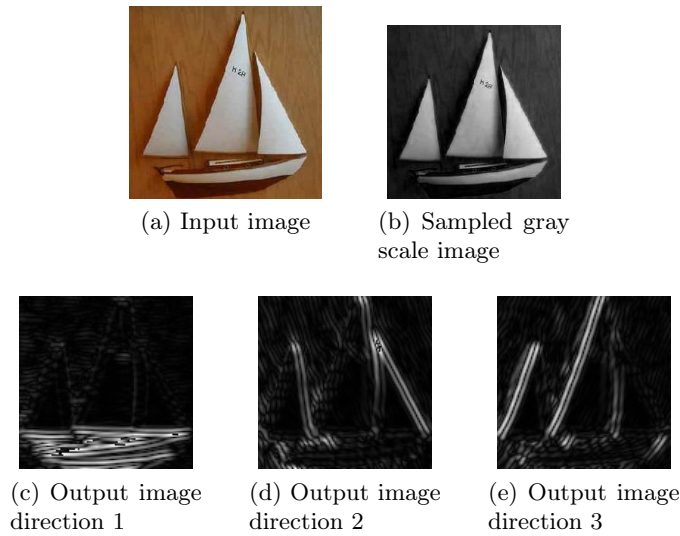 (a) Input image
(b) Sampled gray
scale image
(c) Output image
direction 1
(d) Output image
direction 2
(e) Output image
direction 3